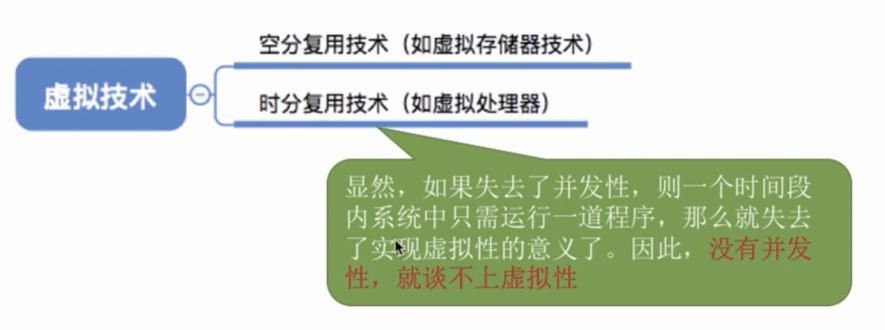 空分复用技术（如虚拟存储器技术）
虚拟技术
时分复用技术（如虚拟处理器）
显然，如果失去了并发性，则一个时间段
内系统中只需运行一道程序，那么就失去
了实现虚拟性的意义了。因此，没有并发
性，就谈不上虚拟性